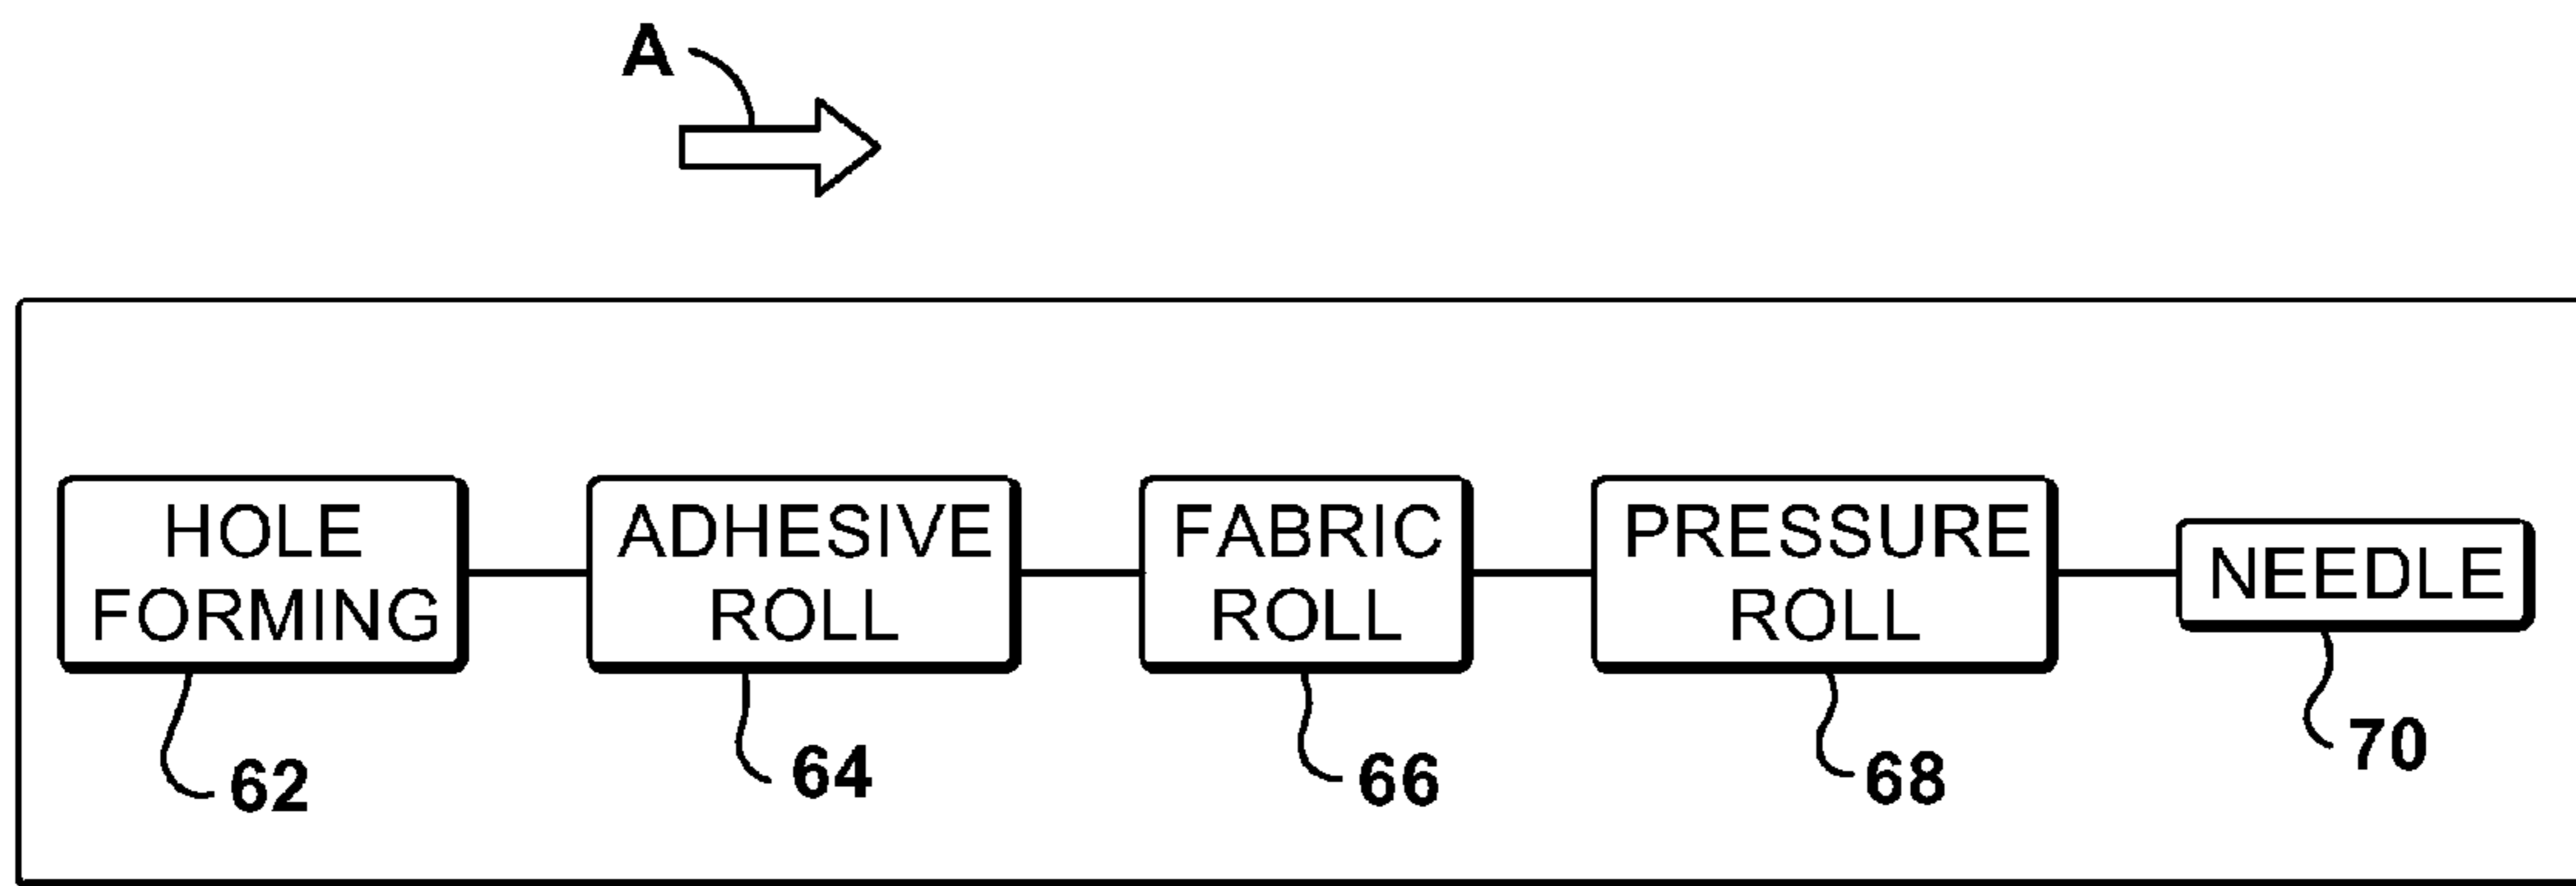 A
HOLE
FORMING
ADHESIVE
ROLL
FABRIC
ROLL
PRESSURE
ROLL
NEEDLE
62
64
66
68
70